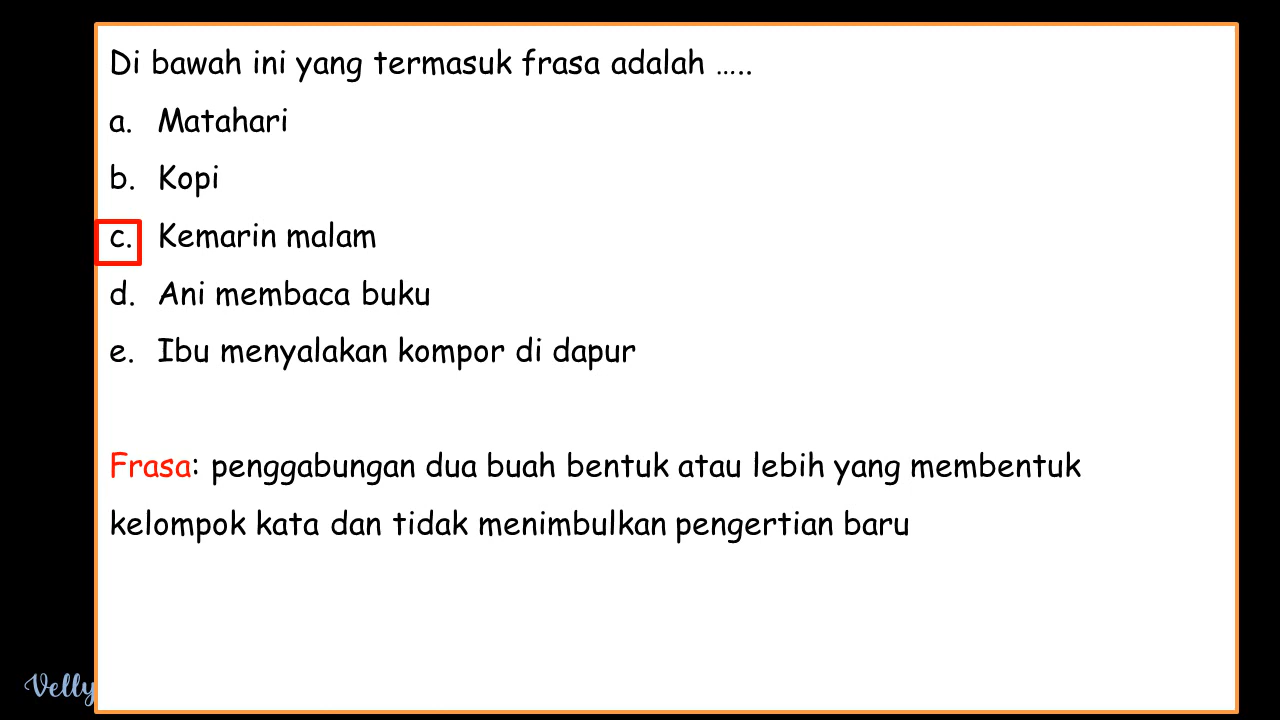 Di bawah ini yang termasuk frasa adalah …..
a. Matahari
b. Kopi
c. Kemarin malam
d. Ani membaca buku
e. Ibu menyalakan kompor di dapur
Frasa: penggabungan dua buah bentuk atau lebih yang membentuk
kelompok kata dan tidak menimbulkan pengertian baru
Velly